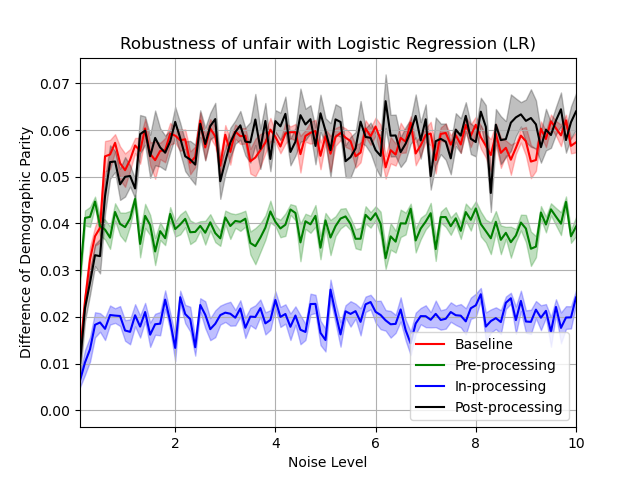 Robustness of unfair with Logistic Regression (LR)
Difference of Demographic Parity
0.07
0.06
0.05
0.04
0.03
0.02
0.01
0.00
Baseline
Pre-processing
In-processing
Post-processing
2 4 6 8 10
Noise Level